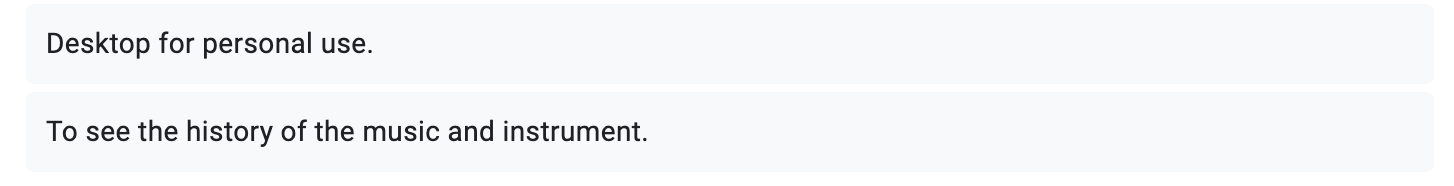 Desktop for personal use.
To see the history of the music and instrument.